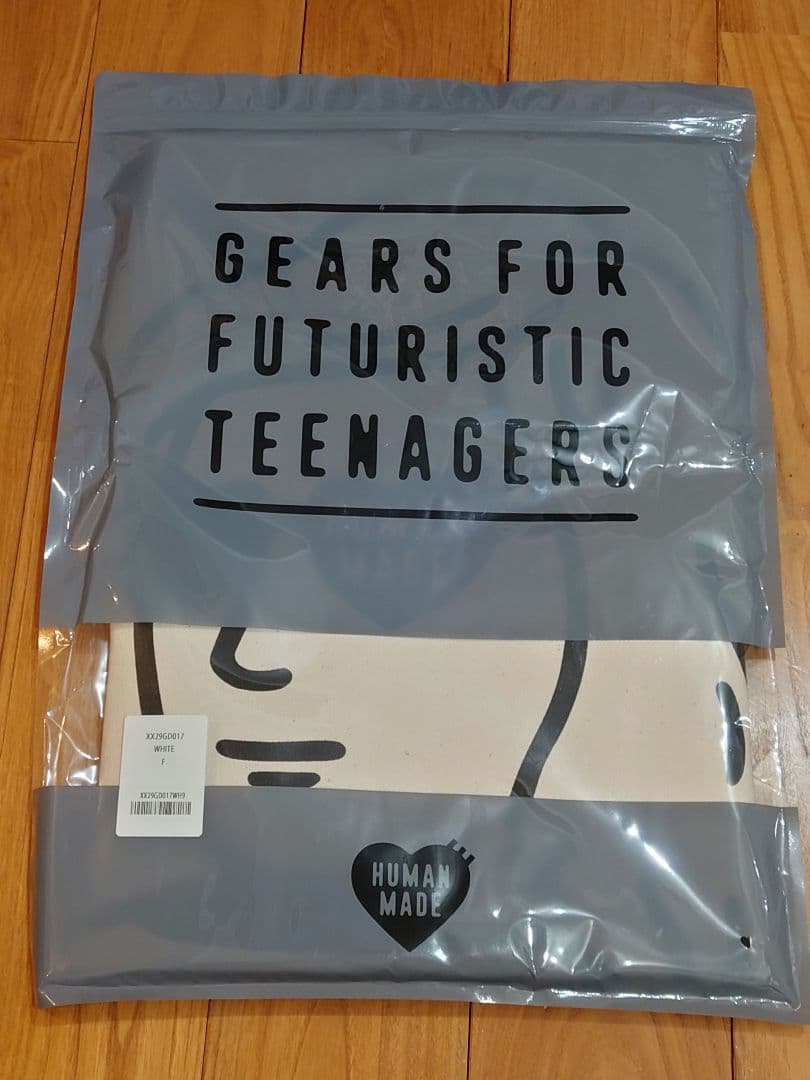 GEARS FOR
FUTURISTIC
TEENAGERS
XX29GD017
WHITE
F
XX29GD017WH9
HUMAN
MADE